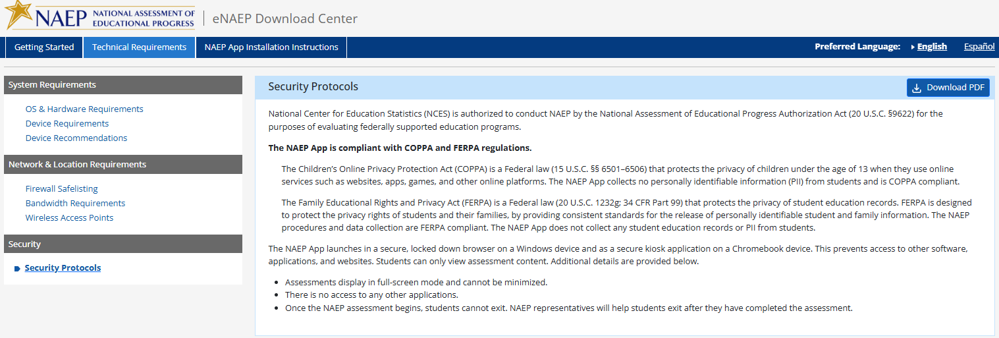 NAEP NATIONAL ASSESSMENT OF
EDUCATIONAL PROGRESS
eNAEP Download Center
Getting Started
Technical Requirements
NAEP App Installation Instructions
Preferred Language:
English
Español
System Requirements
OS & Hardware Requirements
Device Requirements
Device Recommendations
Network & Location Requirements
Firewall Safelisting
Bandwidth Requirements
Wireless Access Points
Security
Security Protocols
Security Protocols
Download PDF
National Center for Education Statistics (NCES) is authorized to conduct NAEP by the National Assessment of Educational Progress Authorization Act (20 U.S.C. §9622) for the
purposes of evaluating federally supported education programs.
The NAEP App is compliant with COPPA and FERPA regulations.
The Children's Online Privacy Protection Act (COPPA) is a Federal law (15 U.S.C. §§ 6501–6506) that protects the privacy of children under the age of 13 when they use online
services such as websites, apps, games, and other online platforms. The NAEP App collects no personally identifiable information (PII) from students and is COPPA compliant.
The Family Educational Rights and Privacy Act (FERPA) is a Federal law (20 U.S.C. 1232g; 34 CFR Part 99) that protects the privacy of student education records. FERPA is designed
to protect the privacy rights of students and their families, by providing consistent standards for the release of personally identifiable student and family information. The NAEP
procedures and data collection are FERPA compliant. The NAEP App does not collect any student education records or PII from students.
The NAEP App launches in a secure, locked down browser on a Windows device and as a secure kiosk application on a Chromebook device. This prevents access to other software,
applications, and websites. Students can only view assessment content. Additional details are provided below.
• Assessments display in full-screen mode and cannot be minimized.
• There is no access to any other applications.
• Once the NAEP assessment begins, students cannot exit. NAEP representatives will help students exit after they have completed the assessment.